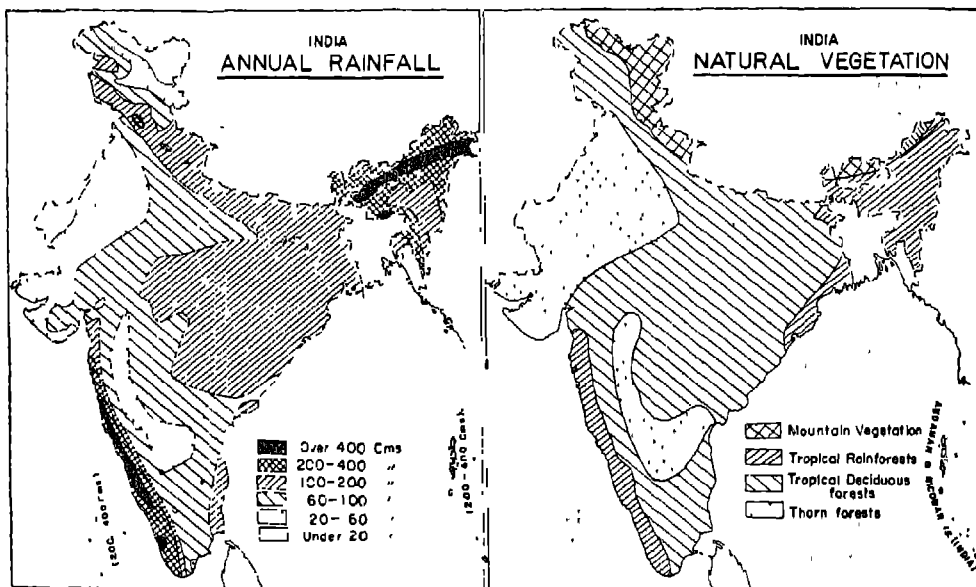 INDIA
ANNUAL RAINFALL
Over 400 Cms
200-400 "
100-200 "
60-100 "
20-60 "
Under 20 "
INDIA
NATURAL VEGETATION
Mountain Vegetation
Tropical Rainforests
Tropical Deciduous
forests
Thorn forests